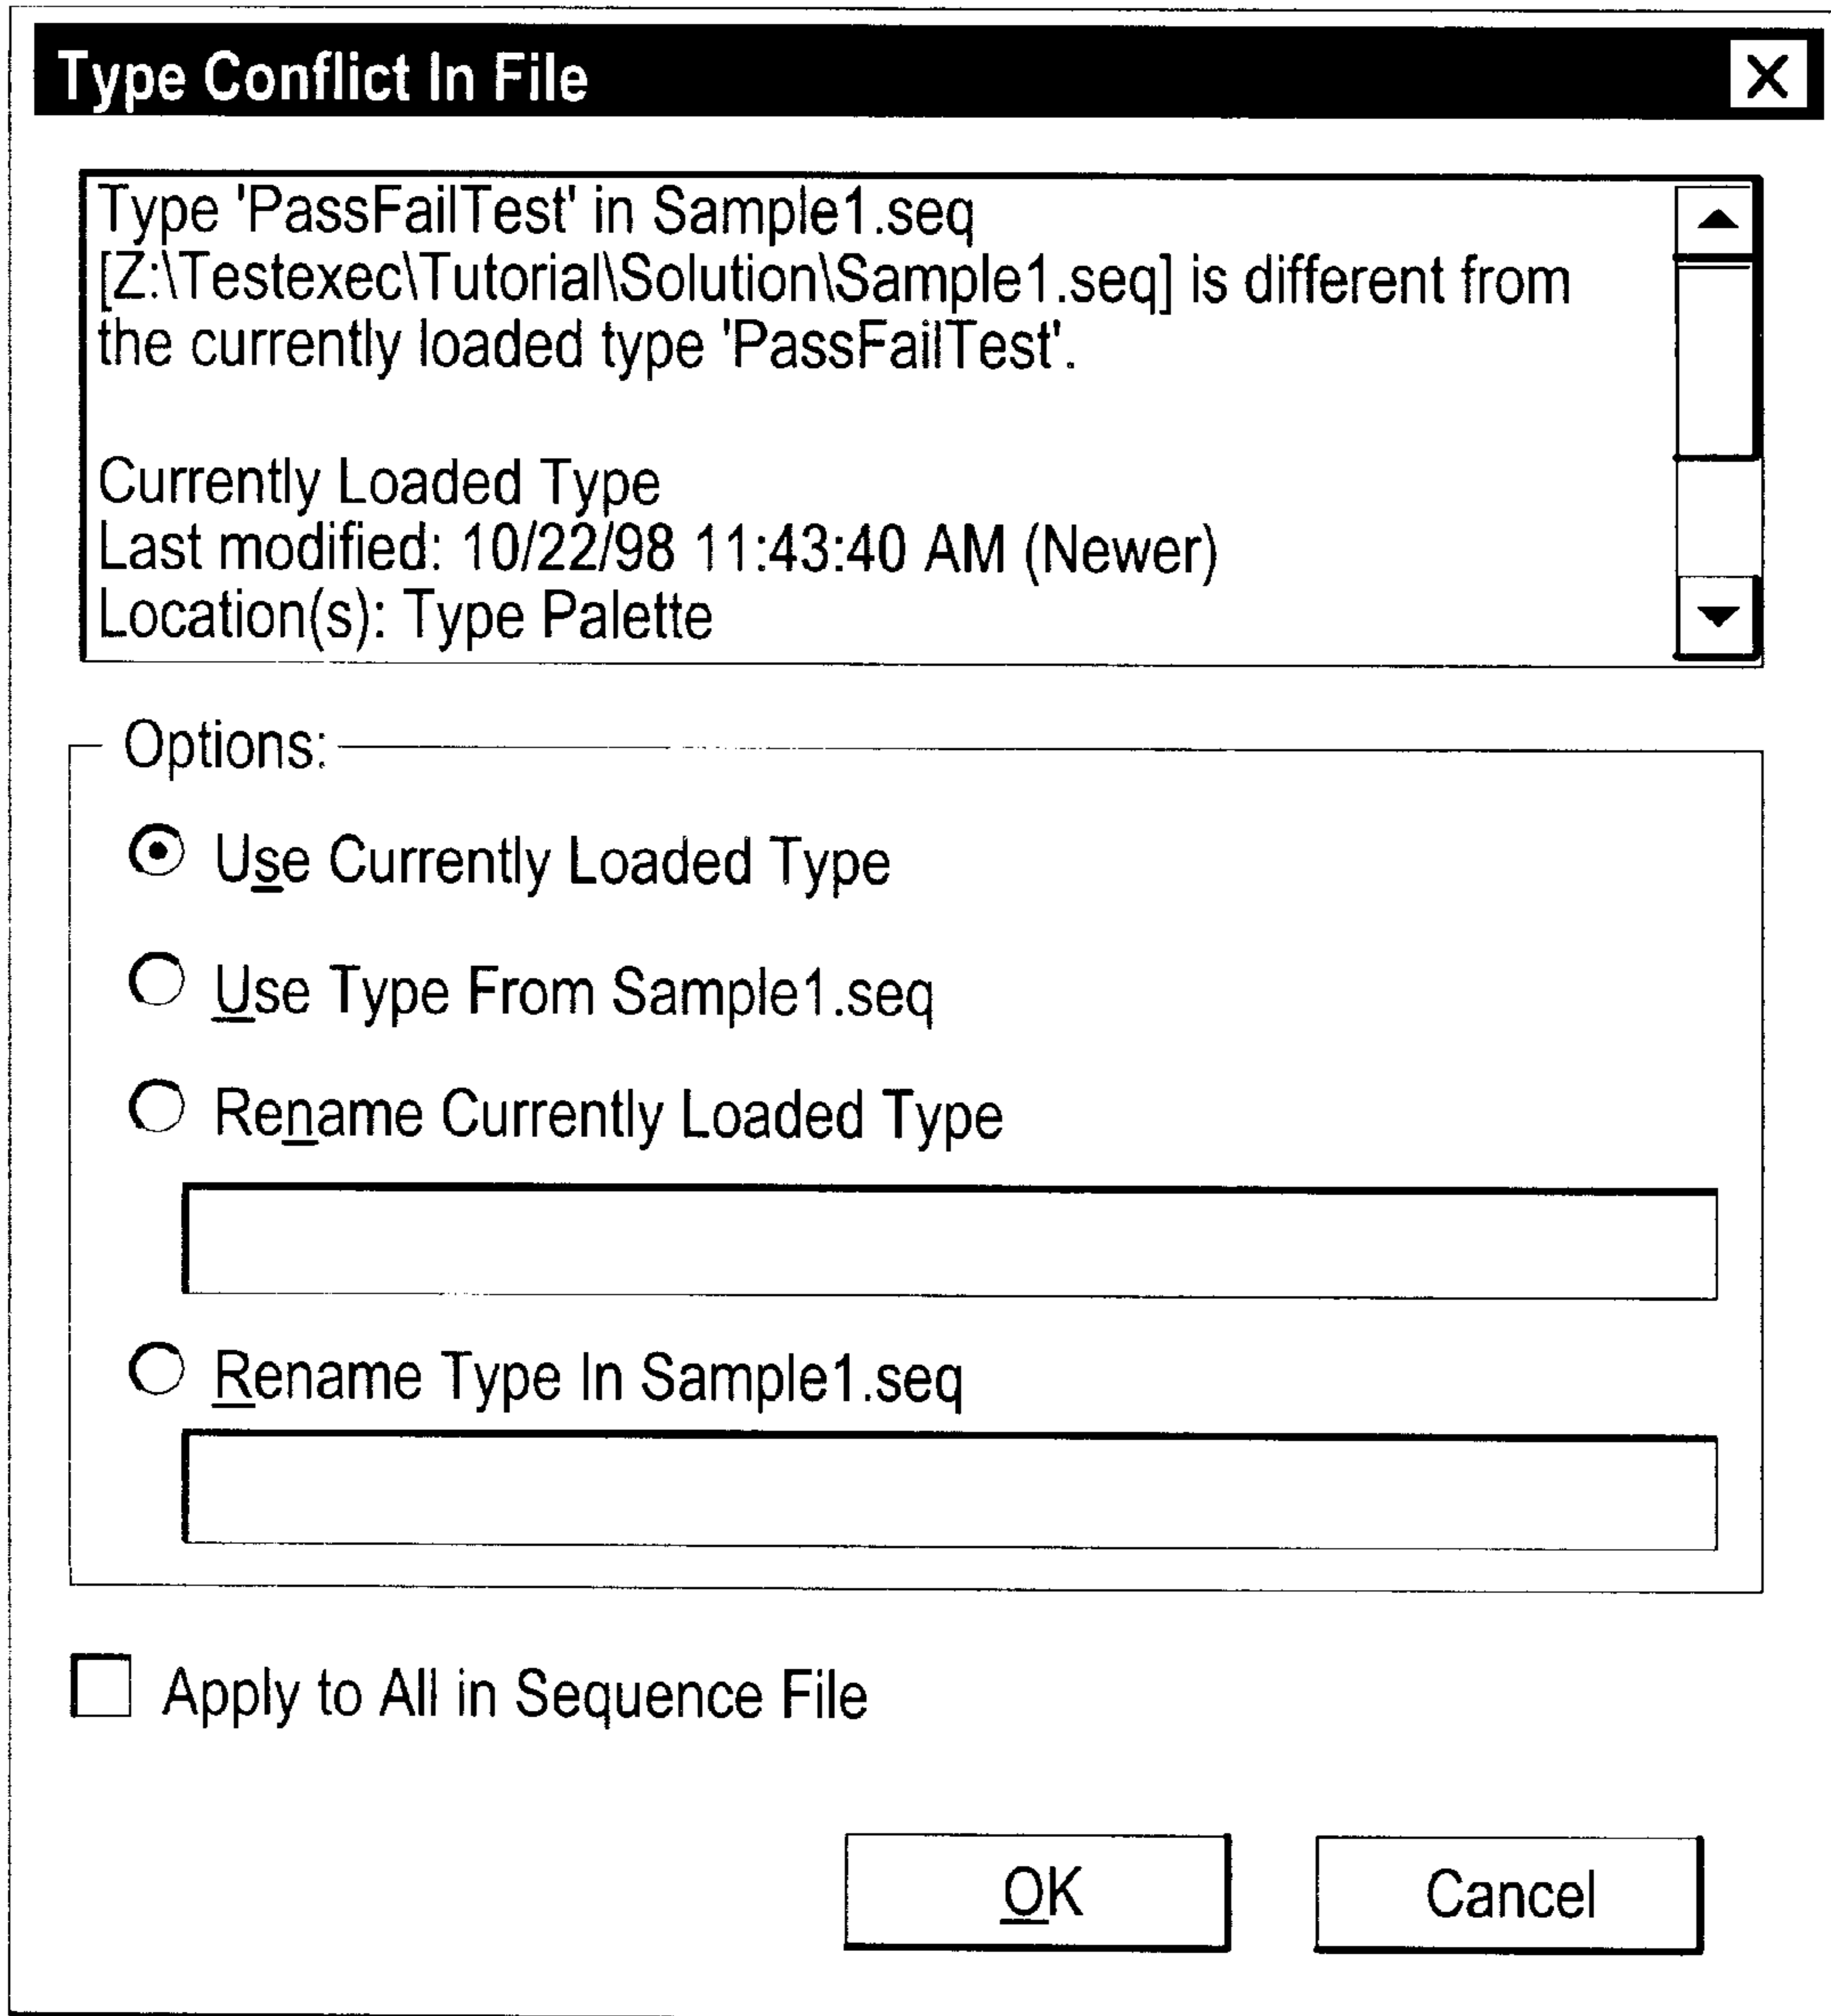 Type Conflict In File
Type 'PassFailTest' in Sample1.seq
[Z:\Testexec\Tutorial\Solution\Sample1.seq] is different from
the currently loaded type 'PassFailTest'.
Currently Loaded Type
Last modified: 10/22/98 11:43:40 AM (Newer)
Location(s): Type Palette
Options:
Use Currently Loaded Type
Use Type From Sample1.seq
Rename Currently Loaded Type
Rename Type In Sample1.seq
Apply to All in Sequence File
OK
Cancel